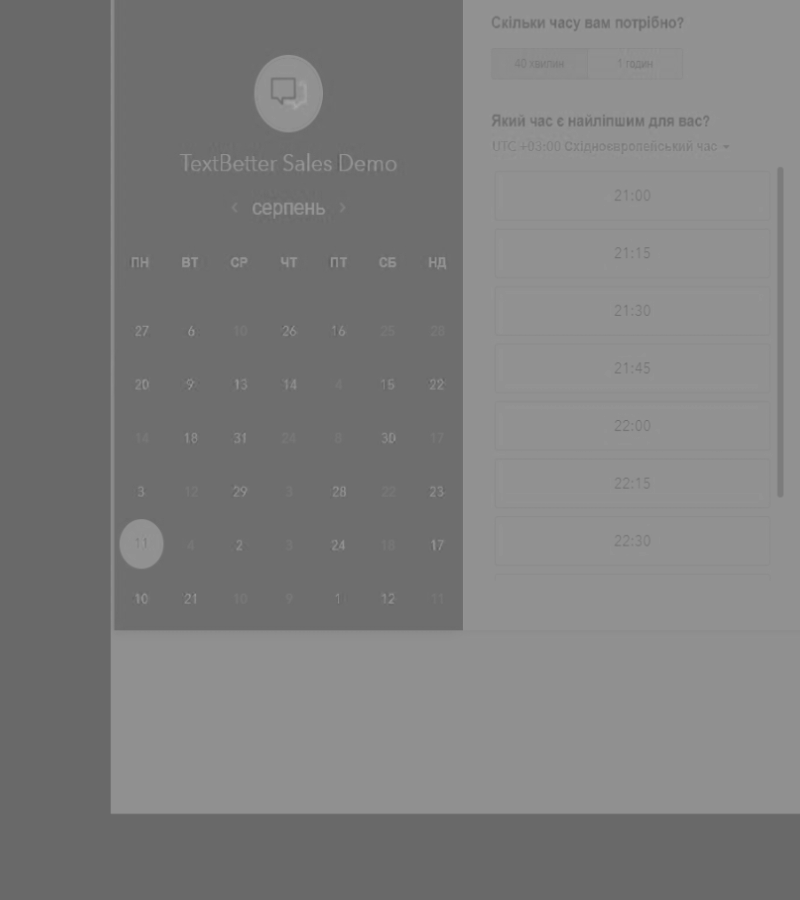 Скільки часу вам потрібно?
40 хвилин 1 годин
TextBetter Sales Demo
серпень
ПН ВТ СР ЧТ ПТ СБ НД
27 6 10 26 16 25 28
20 9 13 14 4 15 22
14 18 31 24 8 30 17
3 12 29 3 28 20 23
11 4 2 3 24 18 17
10 21 10 9 1 12 11
Який час є найліпшим для вас?
UTC +03:00 Східноєвропейський час
21:00
21:15
21:30
21:45
22:00
22:15
22:30